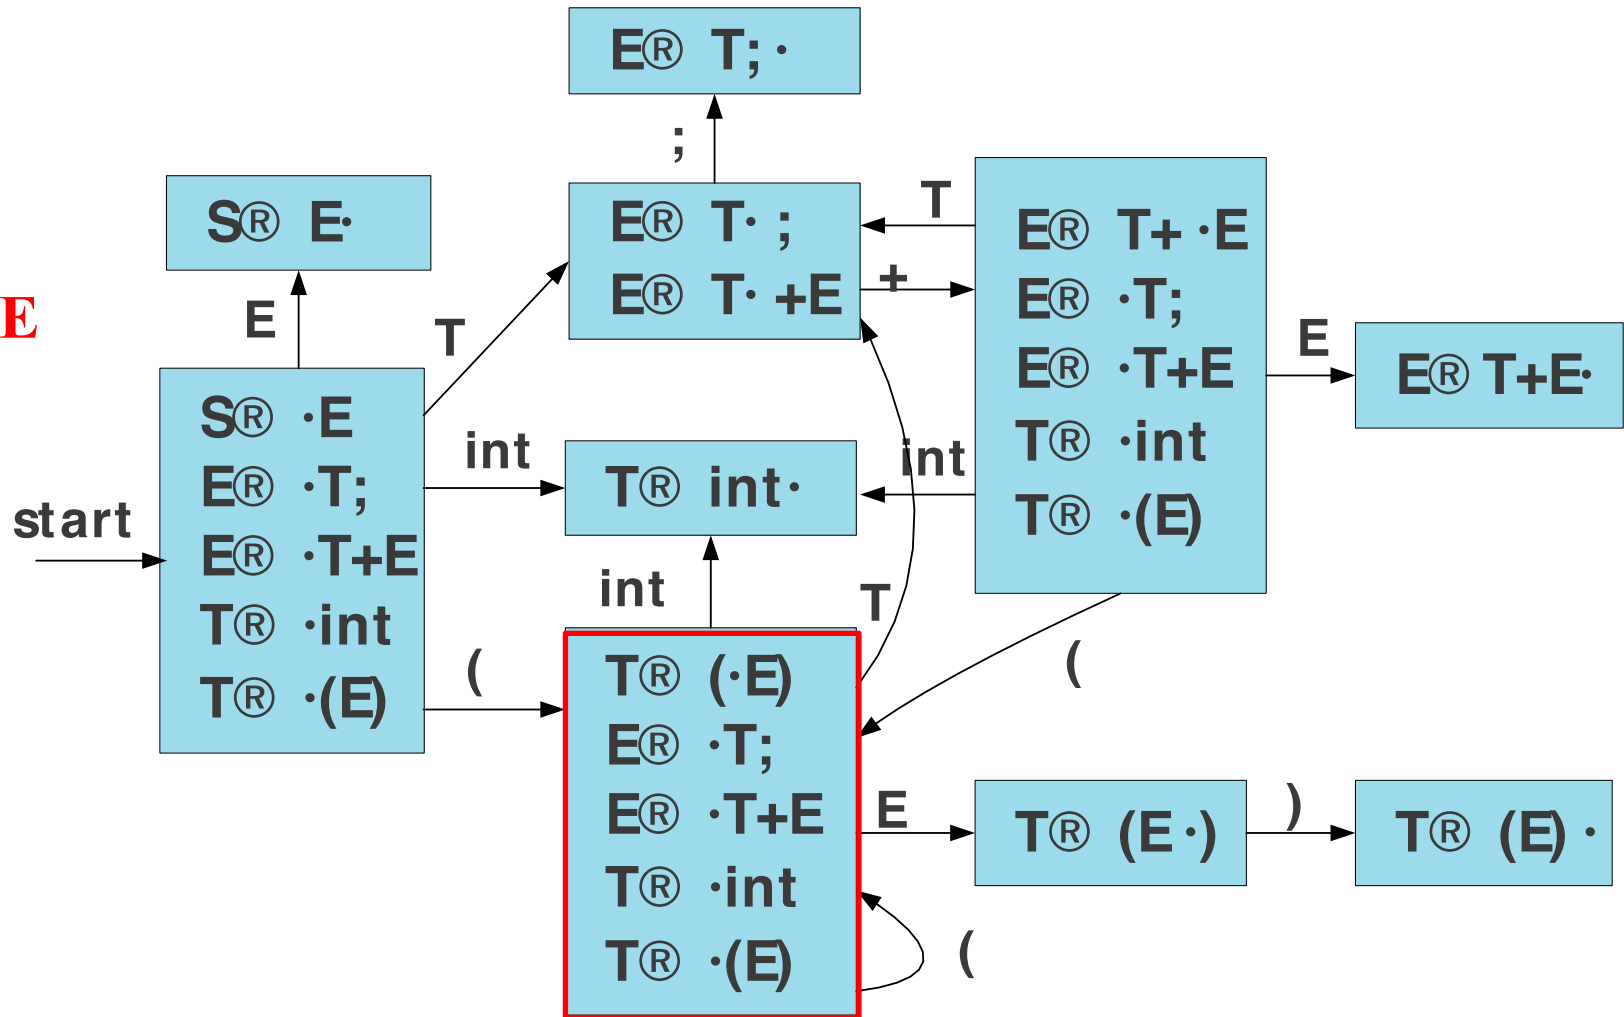 E® T; ·
;
S® E·
E® T· ;
E® T· +E
T
+
E® T+ ·E
E® ·T;
E® ·T+E
T® ·int
T® ·(E)
E
E
T
E
E® T+E·
start
S® ·E
E® ·T;
E® ·T+E
T® ·int
T® ·(E)
int
T® int·
int
int
T
(
(
T® (·E)
E® ·T;
E® ·T+E
T® ·int
T® ·(E)
E
T® (E·)
)
T® (E) ·
(